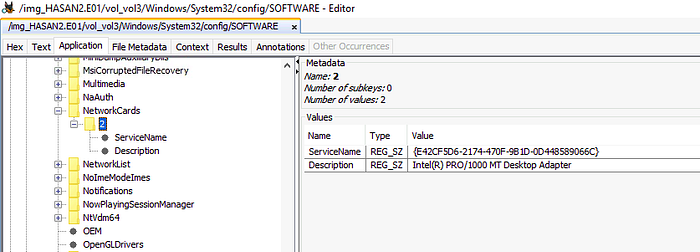 /img_HASAN2.E01/vol_vol3/Windows/System32/config/SOFTWARE - Editor
/img_HASAN2.E01/vol_vol3/Windows/System32/config/SOFTWARE ×
Hex Text Application File Metadata Context Results Annotations Other Occurrences
MiniDumpAuxiliaryDlls
MsiCorruptedFileRecovery
Multimedia
NaAuth
NetworkCards
2
ServiceName
Description
NetworkList
NoImeModeImes
Notifications
NowPlayingSessionManager
NtVdm64
OEM
OpenGLDrivers
Metadata
Name: 2
Number of subkeys: 0
Number of values: 2
Values
Name Type Value
ServiceName REG_SZ {E42CF5D6-2174-470F-9B1D-0D448589066C}
Description REG_SZ Intel(R) PRO/1000 MT Desktop Adapter